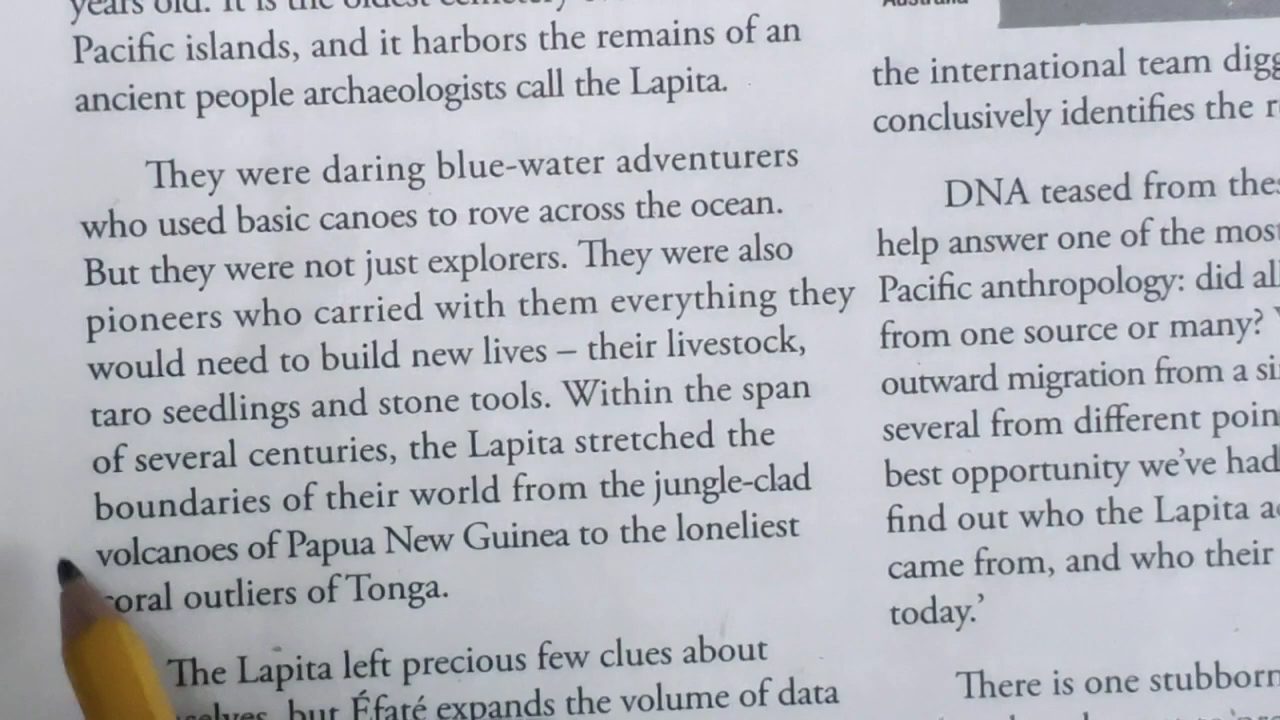 years old. It is the oldest cemetery
Pacific islands, and it harbors the remains of an
ancient people archaeologists call the Lapita.
They were daring blue-water adventurers
who used basic canoes to rove across the ocean.
But they were not just explorers. They were also
pioneers who carried with them everything they
would need to build new lives – their livestock,
taro seedlings and stone tools. Within the span
of several centuries, the Lapita stretched the
boundaries of their world from the jungle-clad
volcanoes of Papua New Guinea to the loneliest
coral outliers of Tonga.
The Lapita left precious few clues about
but Éfaté expands the volume of data
Australia
the international team
conclusively identifies the
DNA teased from
help answer one of the
Pacific anthropology: did
from one source or many?
outward migration from a
several from different
best opportunity we've had
find out who the Lapita
came from, and who their
today.'
There is one stubborn